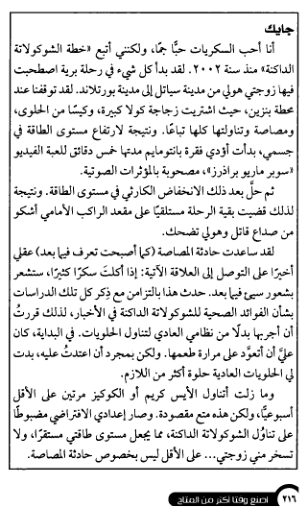 جايك
أنا أحب السكريات حبًّا جمًّا، ولكنني أتبع «خطة الشوكولاتة
الداكنة» منذ سنة ٢٠٠٢. لقد بدأ كل شيء في رحلة برية اصطحبت
فيها زوجتي هولي من مدينة سياتل إلى مدينة بورتلاند. لقد توقفنا عند
محطة بنزين، حيث اشتريت زجاجة كولا كبيرة، وكيسًا من الحلوى،
ومصاصة وتناولتها كلها تباعًا. ونتيجة لارتفاع مستوى الطاقة في
جسمي، بدأت أؤدي فقرة بانتومايم مدتها خمس دقائق للعبة الفيديو
«سوبر ماريو براذرز»، مصحوبة بالمؤثرات الصوتية.
ثم حلَّ بعد ذلك الانخفاض الكارثي في مستوى الطاقة. ونتيجة
لذلك قضيت بقية الرحلة مستلقيًا على مقعد الراكب الأمامي أشكو
من صداع قاتل وهولي تضحك.
لقد ساعدت حادثة المصاصة (كما أصبحت تعرف فيما بعد) عقلي
أخيرًا على التوصل إلى العلاقة الآتية: إذا أكلتَ سكرًا كثيرًا، ستشعر
بشعور سيئ فيما بعد. حدث هذا بالتزامن مع ذِكر كل تلك الدراسات
بشأن الفوائد الصحية للشوكولاتة الداكنة في الأخبار، لذلك قررتُ
أن أجربها بدلًا من نظامي العادي لتناول الحلويات. في البداية، كان
عليَّ أن أتعوَّد على مرارة طعمها. ولكن بمجرد أن اعتدتُ عليه، بدت
لي الحلويات العادية حلوة أكثر من اللازم.
وما زلت أتناول الآيس كريم أو الكوكيز مرتين على الأقل
أسبوعيًّا، ولكن هذه متع مقصودة. وصار إعدادي الافتراضي مضبوطًا
على تناوُل الشوكولاتة الداكنة، مما يجعل مستوى طاقتي مستقرًا، ولا
تسخر مني زوجتي... على الأقل ليس بخصوص حادثة المصاصة.
٢١٦ اصنع وقتًا أكثر من المتاح